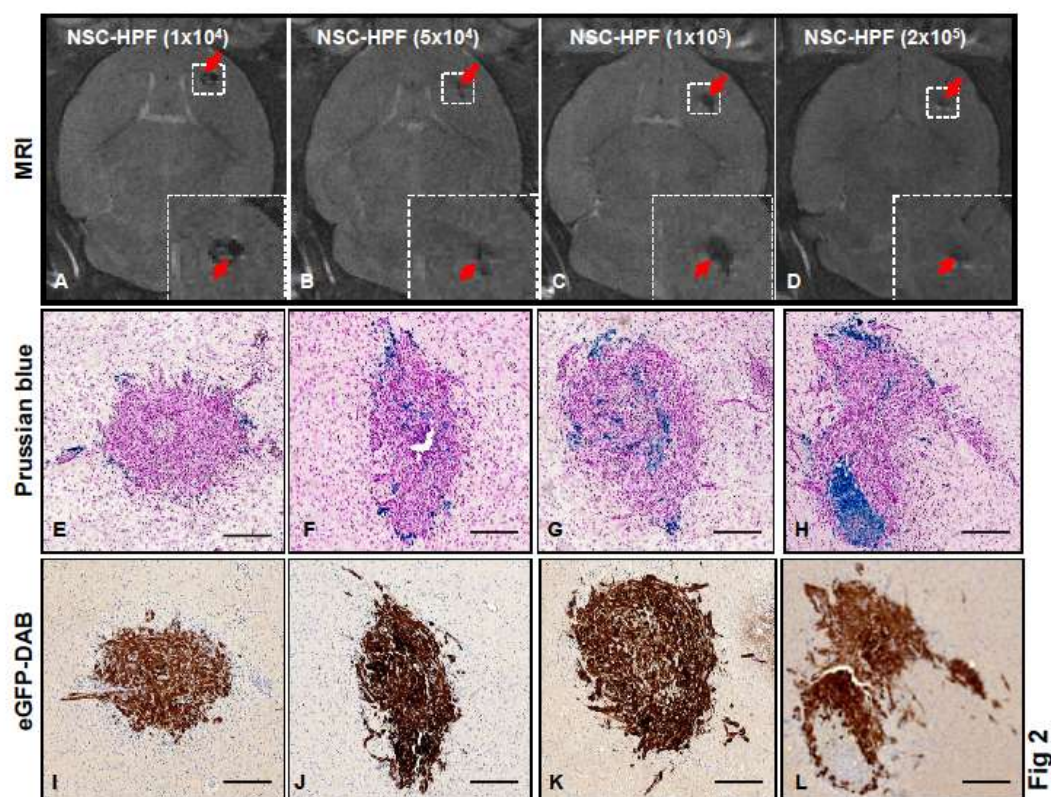 NSC-HPF (1x10⁴)
NSC-HPF (5x10⁴)
NSC-HPF (1x10⁵)
NSC-HPF (2x10⁵)
MRI
A
B
C
D
Prussian blue
E
F
G
H
eGFP-DAB
I
J
K
L
Fig 2